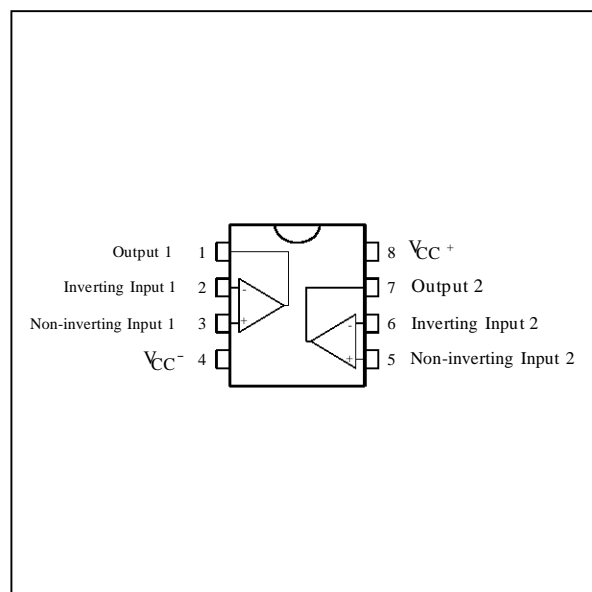 Output 1 1
Inverting Input 1 2 -
Non-inverting Input 1 3 +
VCC- 4
8 VCC+
7 Output 2
- 6 Inverting Input 2
+ 5 Non-inverting Input 2